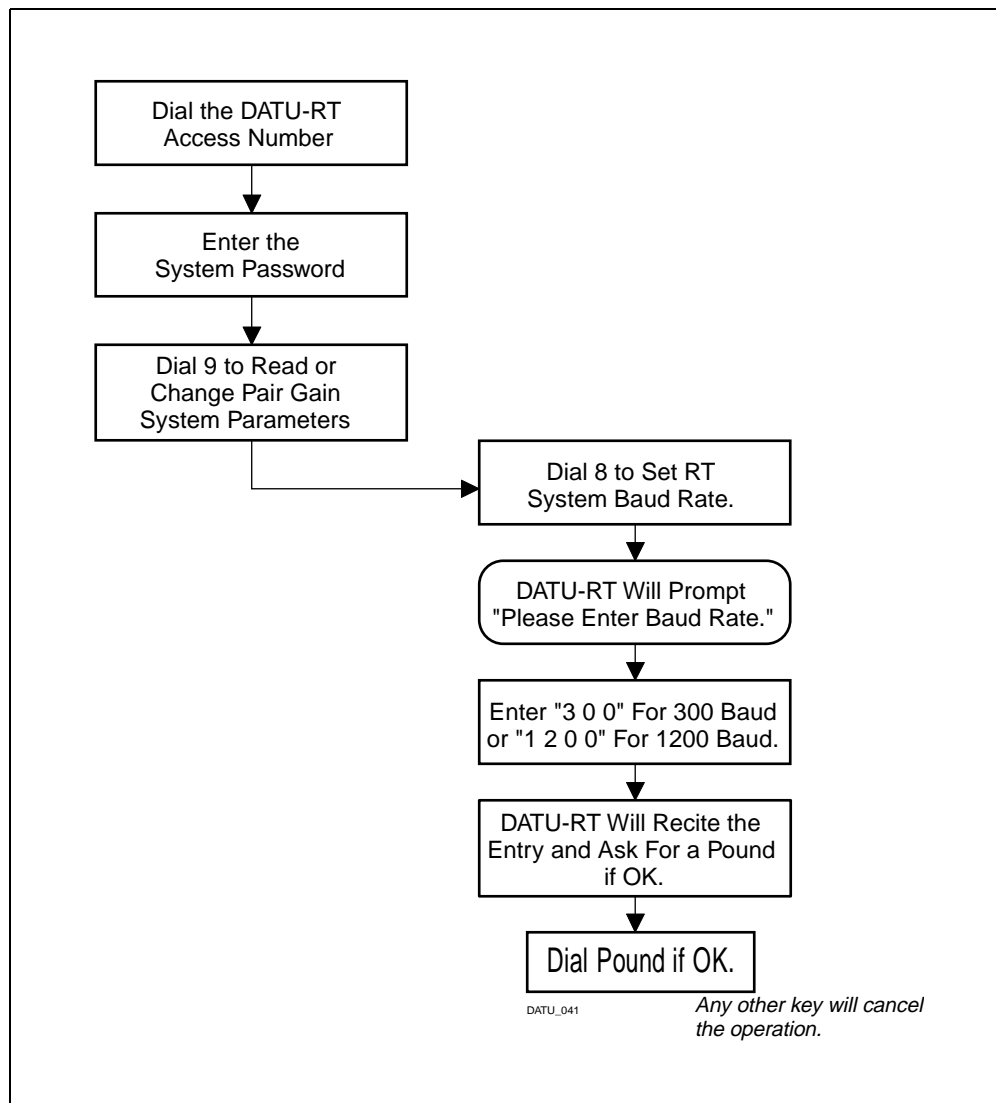 Dial the DATU-RT
Access Number
Enter the
System Password
Dial 9 to Read or
Change Pair Gain
System Parameters
Dial 8 to Set RT
System Baud Rate.
DATU-RT Will Prompt
"Please Enter Baud Rate."
Enter "3 0 0" For 300 Baud
or "1 2 0 0" For 1200 Baud.
DATU-RT Will Recite the
Entry and Ask For a Pound
if OK.
Dial Pound if OK.
DATU_041
Any other key will cancel
the operation.